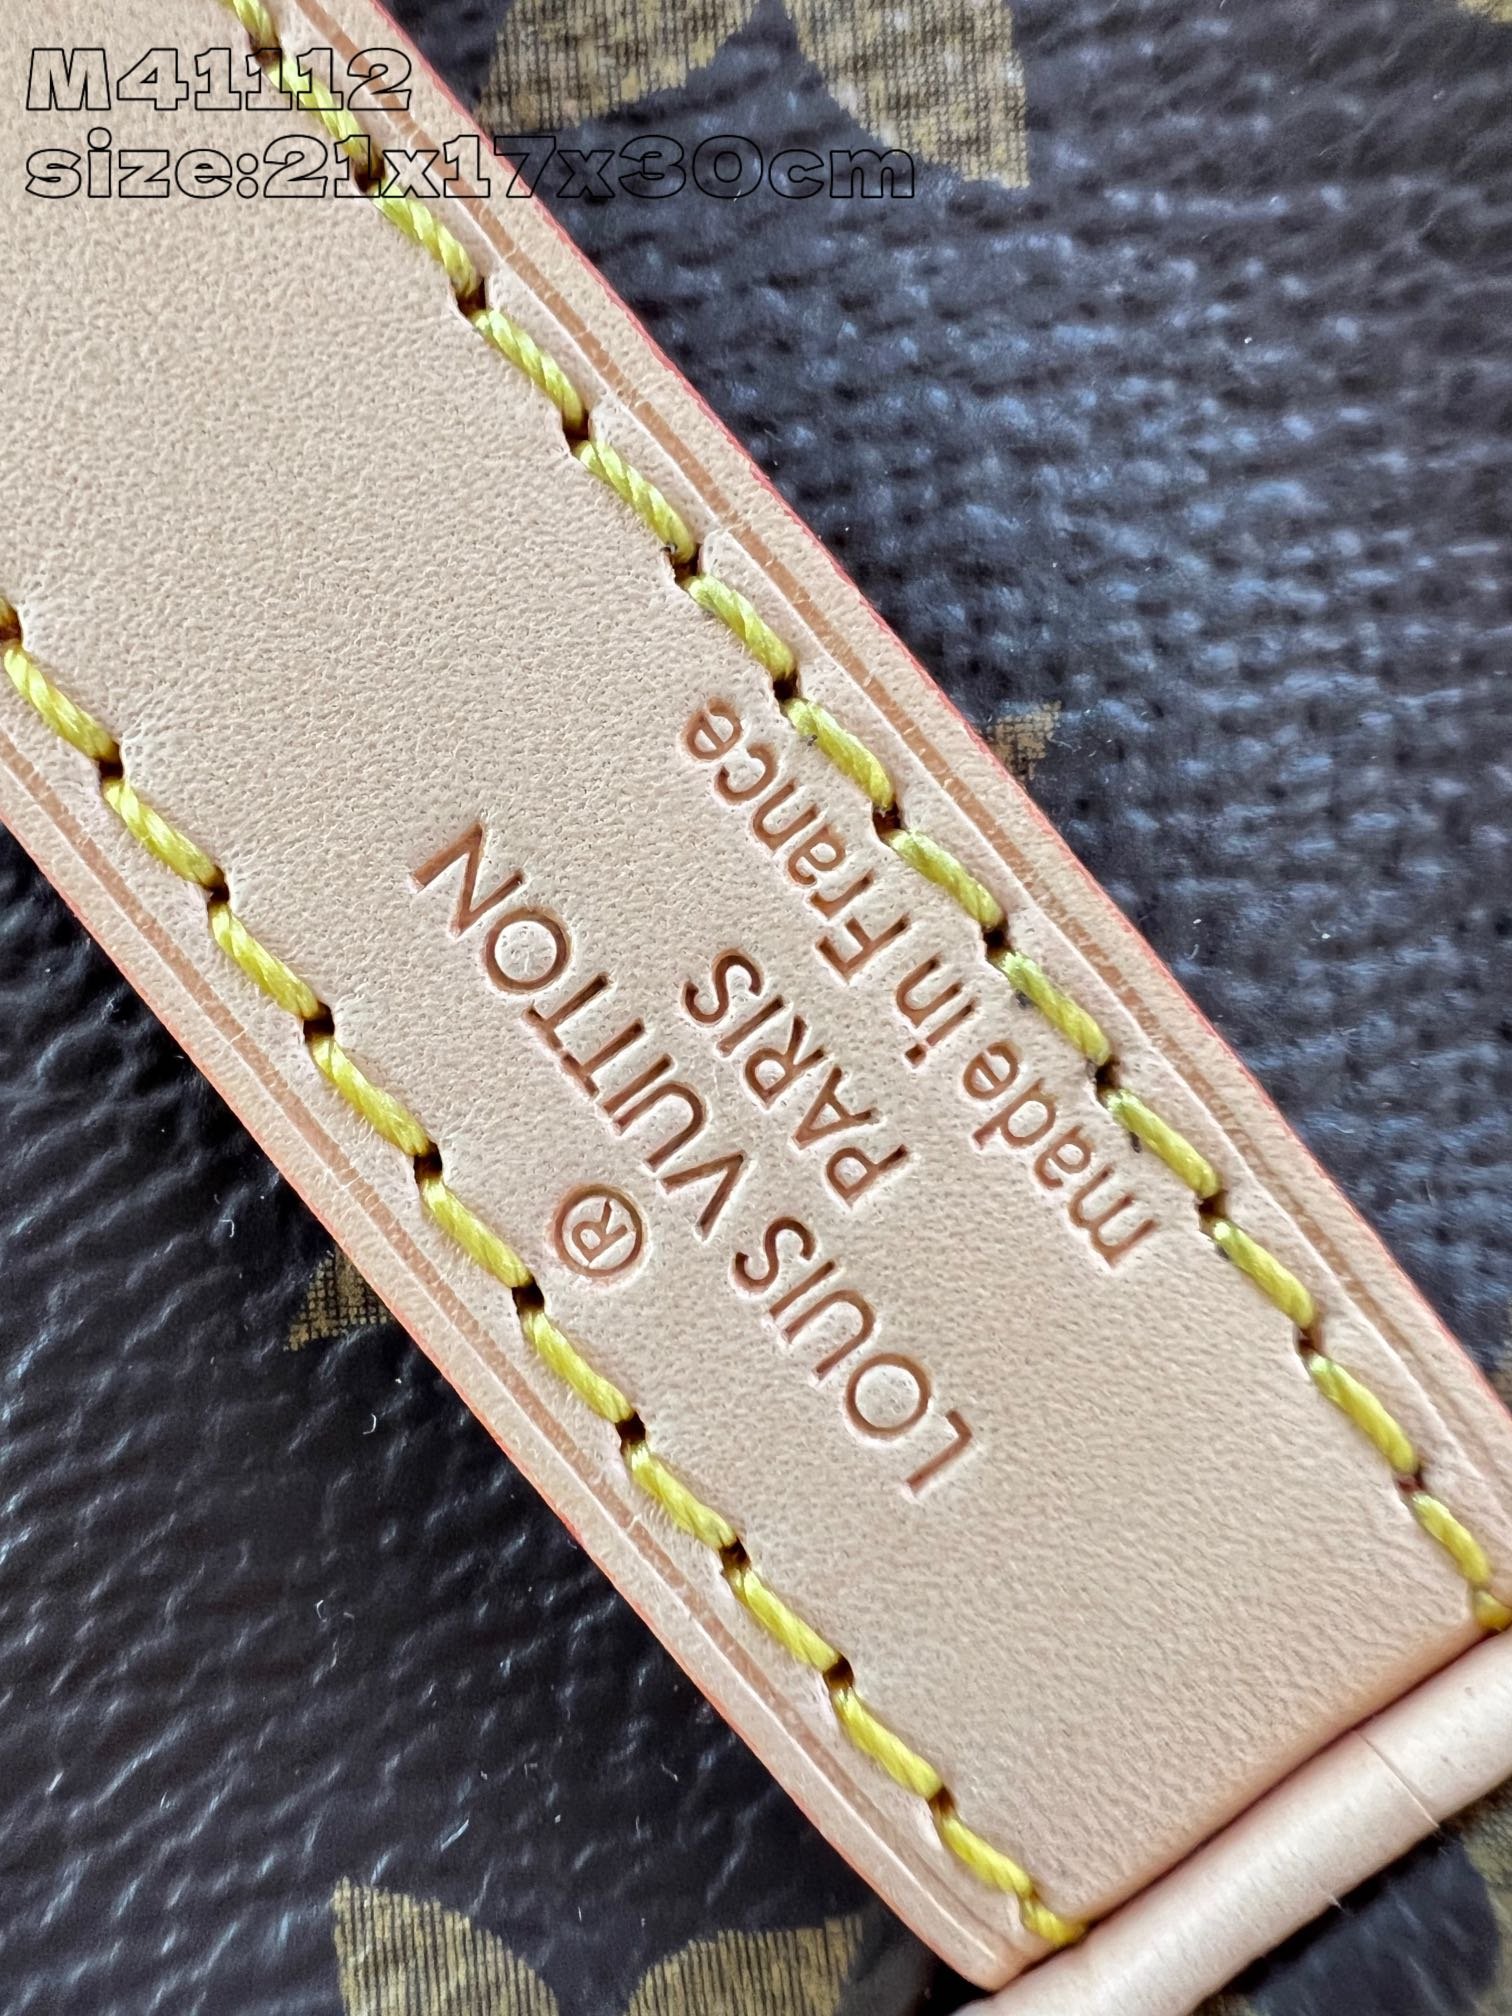 M41112
size:21x17x30cm
®
LOUIS VUITTON
PARIS
made in France